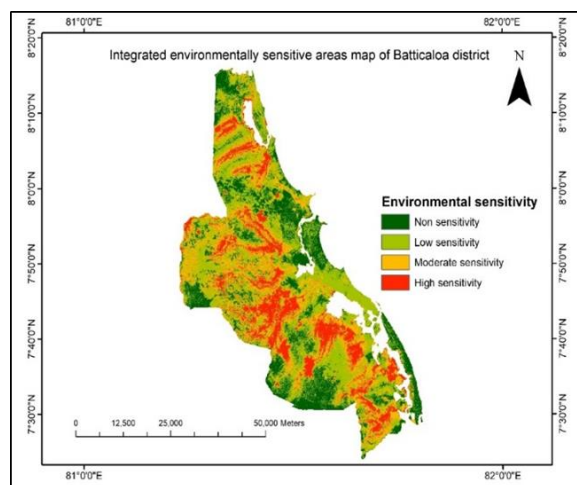 81°0'0"E
82°0'0"E
Integrated environmentally sensitive areas map of Batticaloa district
N
8°20'0"N
8°10'0"N
8°0'0"N
7°50'0"N
7°40'0"N
7°30'0"N
8°20'0"N
8°10'0"N
8°0'0"N
7°50'0"N
7°40'0"N
7°30'0"N
Environmental sensitivity
Non sensitivity
Low sensitivity
Moderate sensitivity
High sensitivity
0 12,500 25,000 50,000 Meters
81°0'0"E
82°0'0"E